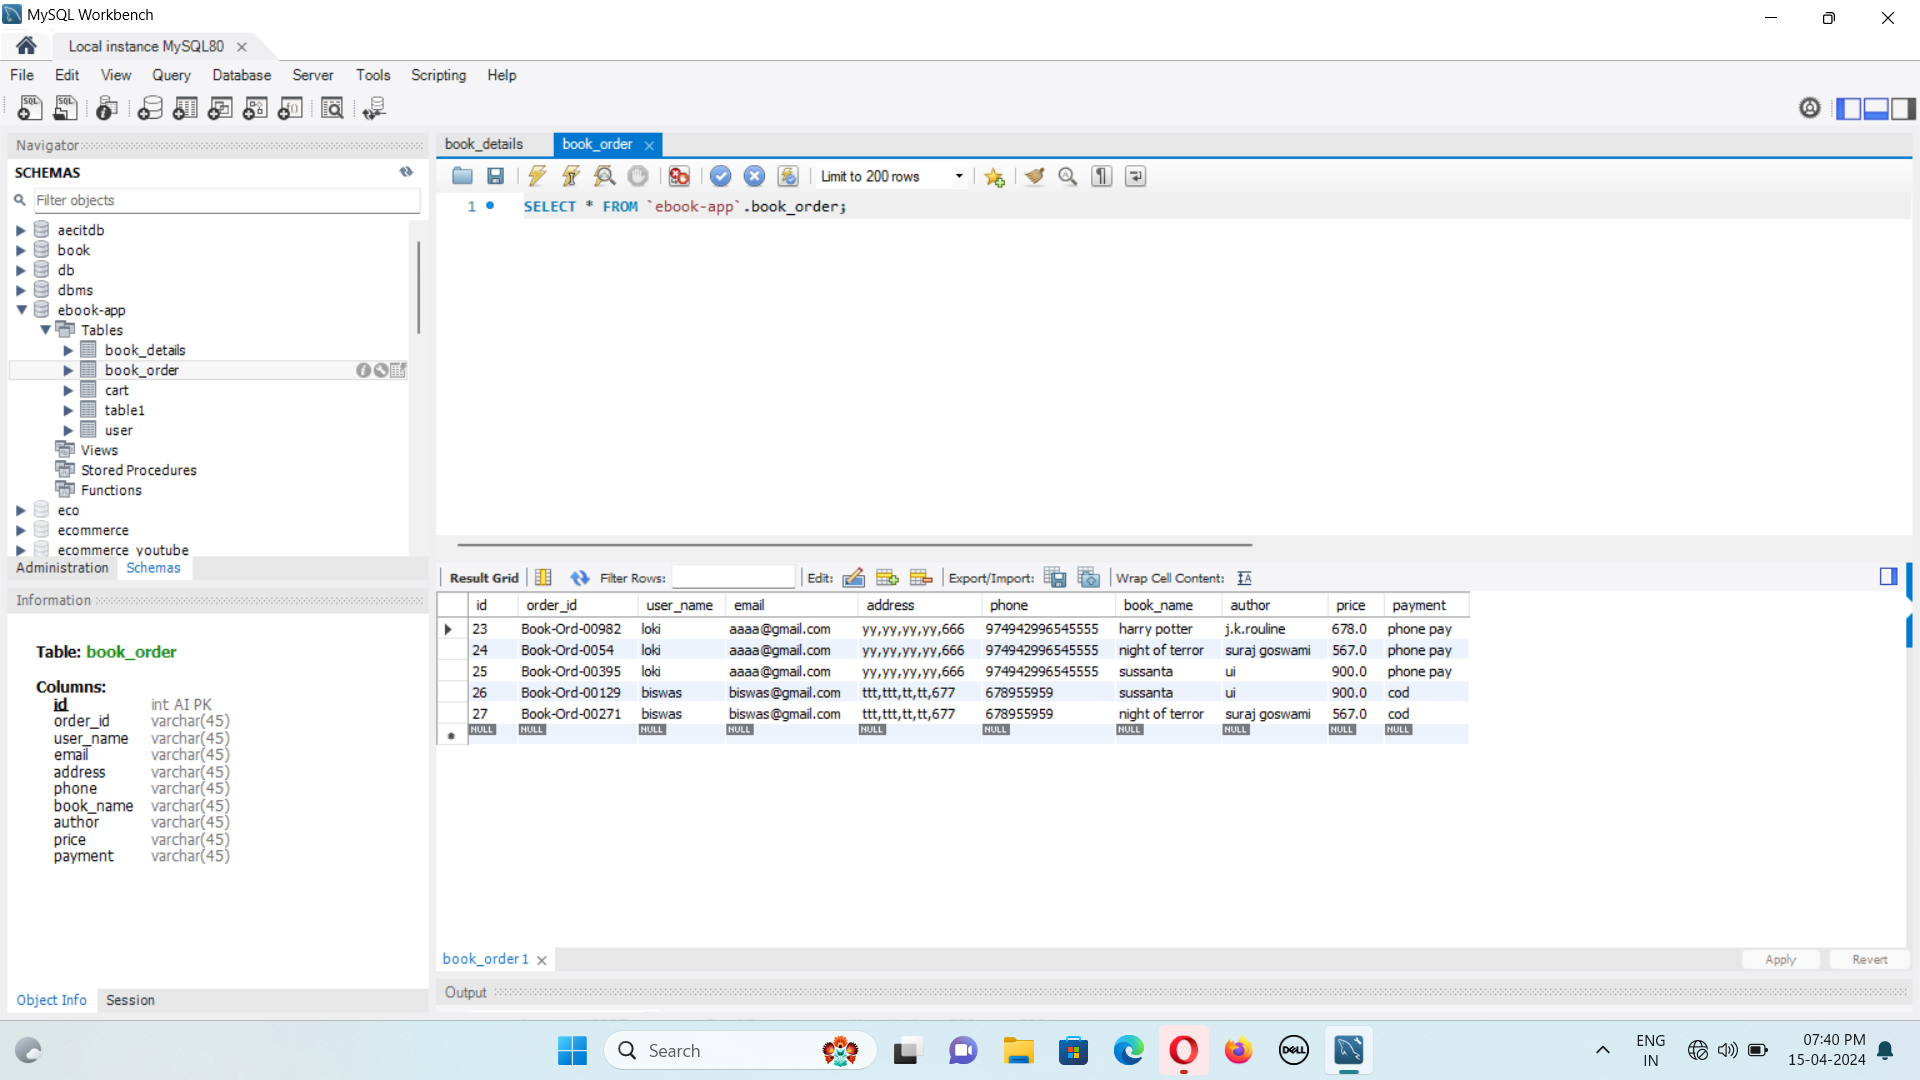 MySQL Workbench
Local instance MySQL80
File Edit View Query Database Server Tools Scripting Help
Navigator
SCHEMAS
Filter objects
aecitdb
book
db
dbms
ebook-app
Tables
book_details
book_order
cart
table1
user
Views
Stored Procedures
Functions
eco
ecommerce
ecommerce_youtube
Administration Schemas
Information
Table: book_order
Columns:
id int AI PK
order_id varchar(45)
user_name varchar(45)
email varchar(45)
address varchar(45)
phone varchar(45)
book_name varchar(45)
author varchar(45)
price varchar(45)
payment varchar(45)
Object Info Session
book_details book_order
Limit to 200 rows
1 SELECT * FROM `ebook-app`.book_order;
Result Grid Filter Rows: Edit: Export/Import: Wrap Cell Content:
id order_id user_name email address phone book_name author price payment
23 Book-Ord-00982 loki aaaa@gmail.com yy,yy,yy,yy,666 974942996545555 harry potter j.k.rouline 678.0 phone pay
24 Book-Ord-0054 loki aaaa@gmail.com yy,yy,yy,yy,666 974942996545555 night of terror suraj goswami 567.0 phone pay
25 Book-Ord-00395 loki aaaa@gmail.com yy,yy,yy,yy,666 974942996545555 sussanta ui 900.0 phone pay
26 Book-Ord-00129 biswas biswas@gmail.com ttt,ttt,tt,tt,677 678955959 sussanta ui 900.0 cod
27 Book-Ord-00271 biswas biswas@gmail.com ttt,ttt,tt,tt,677 678955959 night of terror suraj goswami 567.0 cod
NULL NULL NULL NULL NULL NULL NULL NULL NULL NULL
book_order 1
Apply Revert
Output
Search
DELL
ENG
IN
07:40 PM
15-04-2024